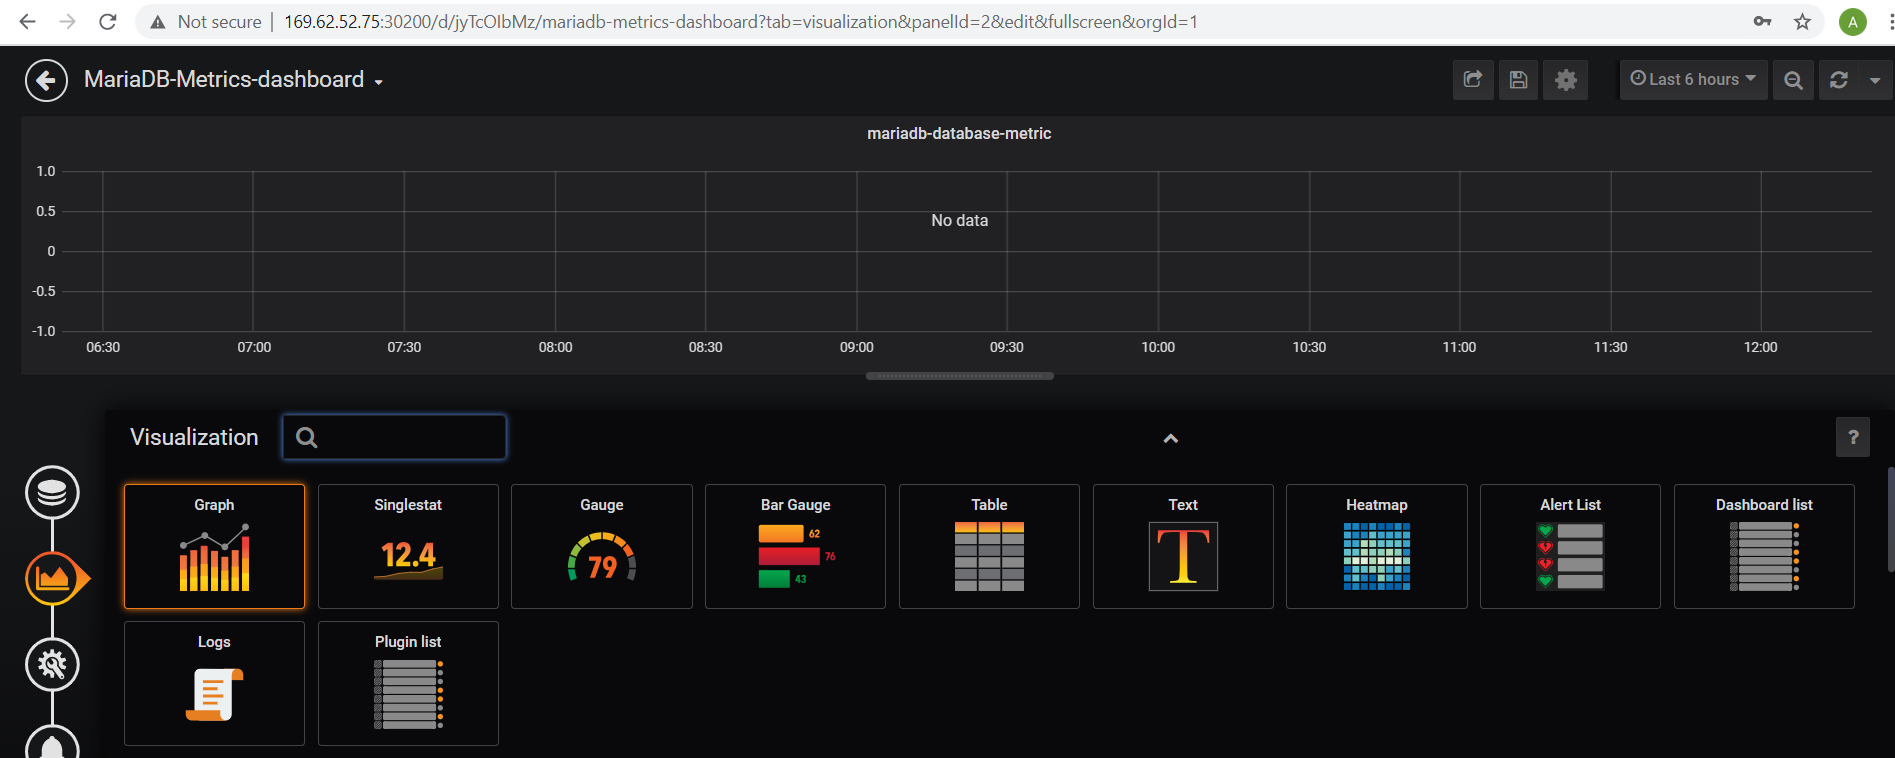 Not secure | 169.62.52.75:30200/d/jyTcOIbMz/mariadb-metrics-dashboard?tab=visualization&panelId=2&edit&fullscreen&orgId=1 A
MariaDB-Metrics-dashboard Last 6 hours
mariadb-database-metric
1.0
0.5
No data
0
-0.5
-1.0
06:30 07:00 07:30 08:00 08:30 09:00 09:30 10:00 10:30 11:00 11:30 12:00
Visualization ?
Graph Singlestat Gauge Bar Gauge Table Text Heatmap Alert List Dashboard list
12.4 79 62 76 43 T
Logs Plugin list